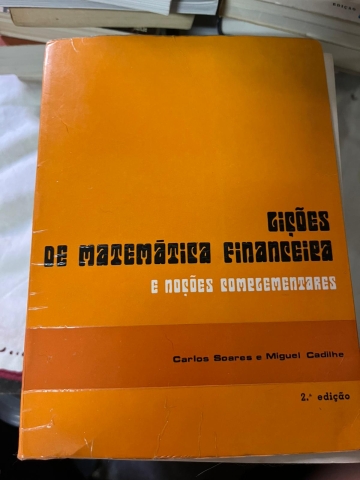 Lições
de matemática financeira
e noções complementares
Carlos Soares e Miguel Cadilhe
2.ª edição